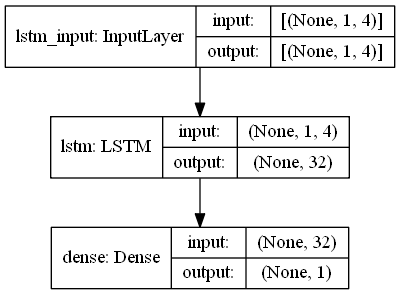 lstm_input: InputLayer
input: [(None, 1, 4)]
output: [(None, 1, 4)]
lstm: LSTM
input: (None, 1, 4)
output: (None, 32)
dense: Dense
input: (None, 32)
output: (None, 1)